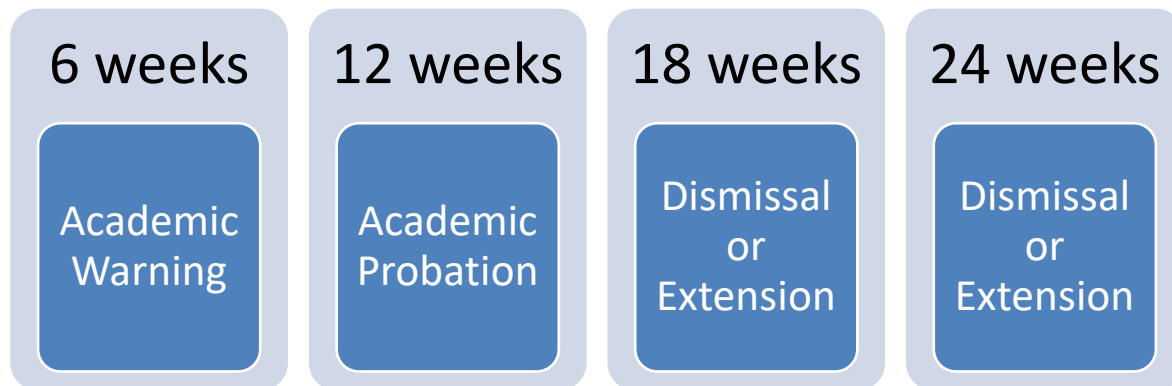 6 weeks
Academic
Warning
12 weeks
Academic
Probation
18 weeks
Dismissal
or
Extension
24 weeks
Dismissal
or
Extension